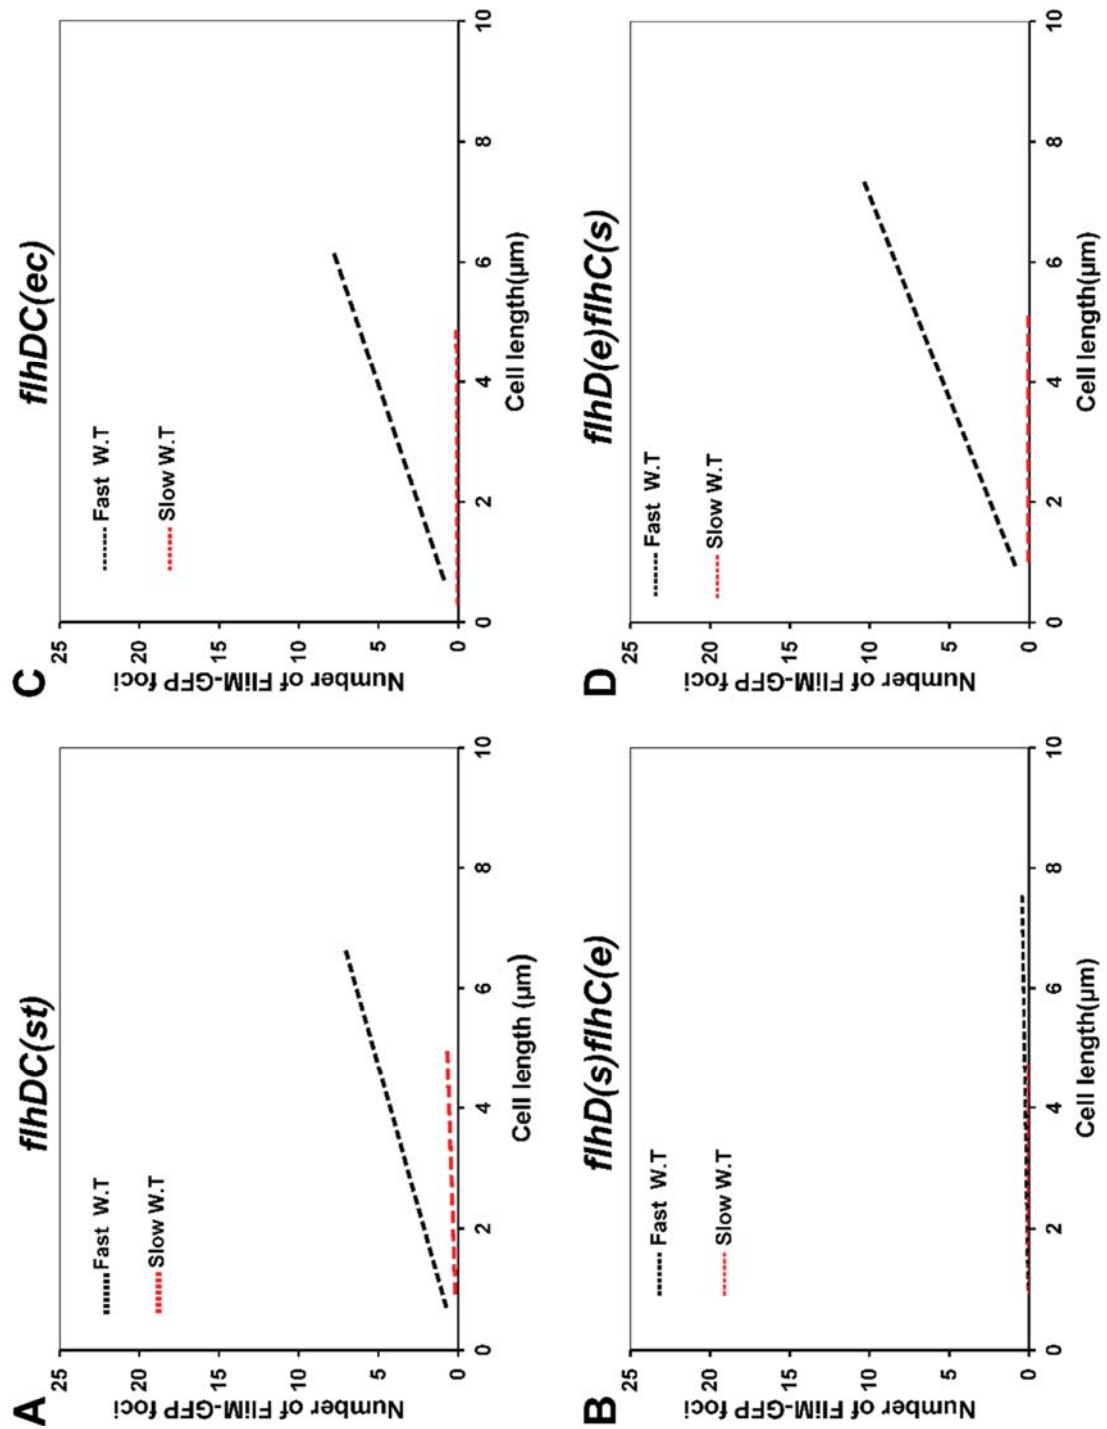 A
flhDC(st)
Number of FliM-GFP foci
25
20
15
10
5
0
Fast W.T
Slow W.T
0
2
4
6
8
10
Cell length (µm)
C
flhDC(ec)
Number of FliM-GFP foci
25
20
15
10
5
0
Fast W.T
Slow W.T
0
2
4
6
8
10
Cell length(µm)
B
flhD(s)flhC(e)
Number of FliM-GFP foci
25
20
15
10
5
0
Fast W.T
Slow W.T
0
2
4
6
8
10
Cell length(µm)
D
flhD(e)flhC(s)
Number of FliM-GFP foci
25
20
15
10
5
0
Fast W.T
Slow W.T
0
2
4
6
8
10
Cell length(µm)